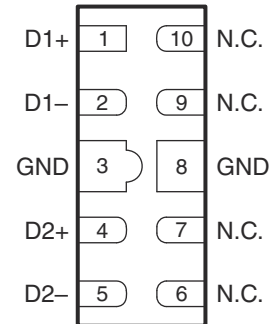 D1+ 1 10 N.C.
D1– 2 9 N.C.
GND 3 8 GND
D2+ 4 7 N.C.
D2– 5 6 N.C.